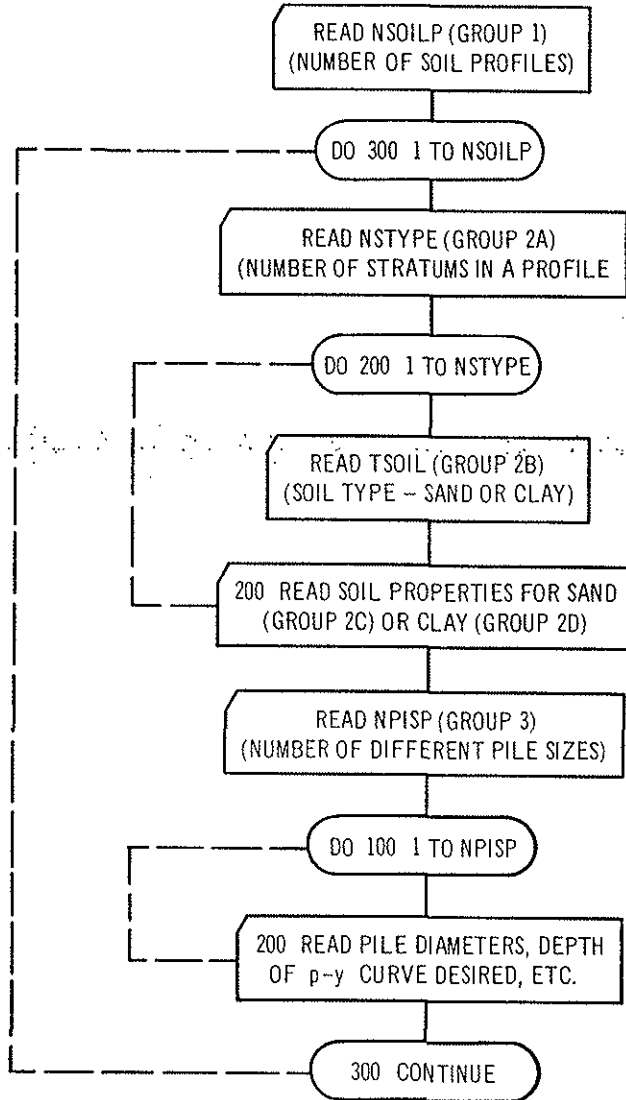 READ NSOILP (GROUP 1)
(NUMBER OF SOIL PROFILES)
DO 300 1 TO NSOILP
READ NSTYPE (GROUP 2A)
(NUMBER OF STRATUMS IN A PROFILE
DO 200 1 TO NSTYPE
READ TSOIL (GROUP 2B)
(SOIL TYPE – SAND OR CLAY)
200 READ SOIL PROPERTIES FOR SAND
(GROUP 2C) OR CLAY (GROUP 2D)
READ NPISP (GROUP 3)
(NUMBER OF DIFFERENT PILE SIZES)
DO 100 1 TO NPISP
200 READ PILE DIAMETERS, DEPTH
OF p-y CURVE DESIRED, ETC.
300 CONTINUE